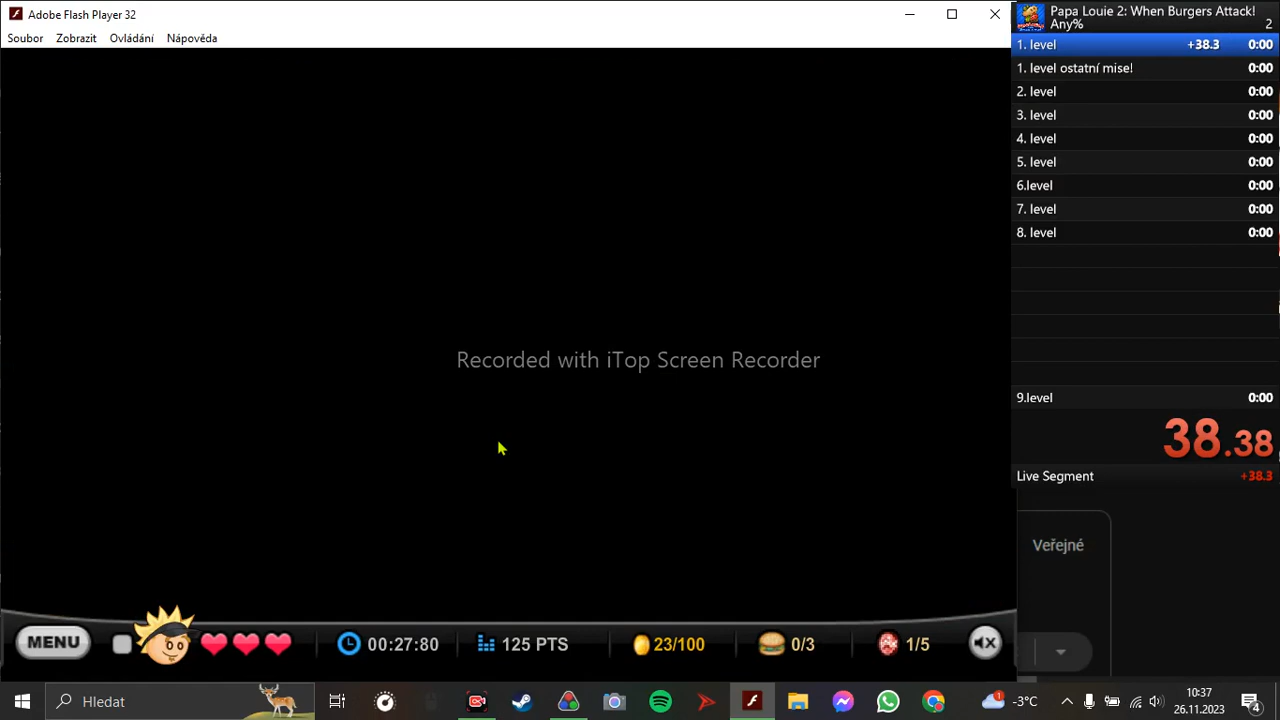 Adobe Flash Player 32
Soubor Zobrazit Ovládání Nápověda
Recorded with iTop Screen Recorder
MENU 00:27:80 125 PTS 23/100 0/3 1/5
Papa Louie 2: When Burgers Attack!
Any% 2
1. level +38.3 0:00
1. level ostatní mise! 0:00
2. level 0:00
3. level 0:00
4. level 0:00
5. level 0:00
6.level 0:00
7. level 0:00
8. level 0:00
9.level 0:00
38.38
Live Segment +38.3
Veřejné
Hledat
-3°C
10:37
26.11.2023
4
1